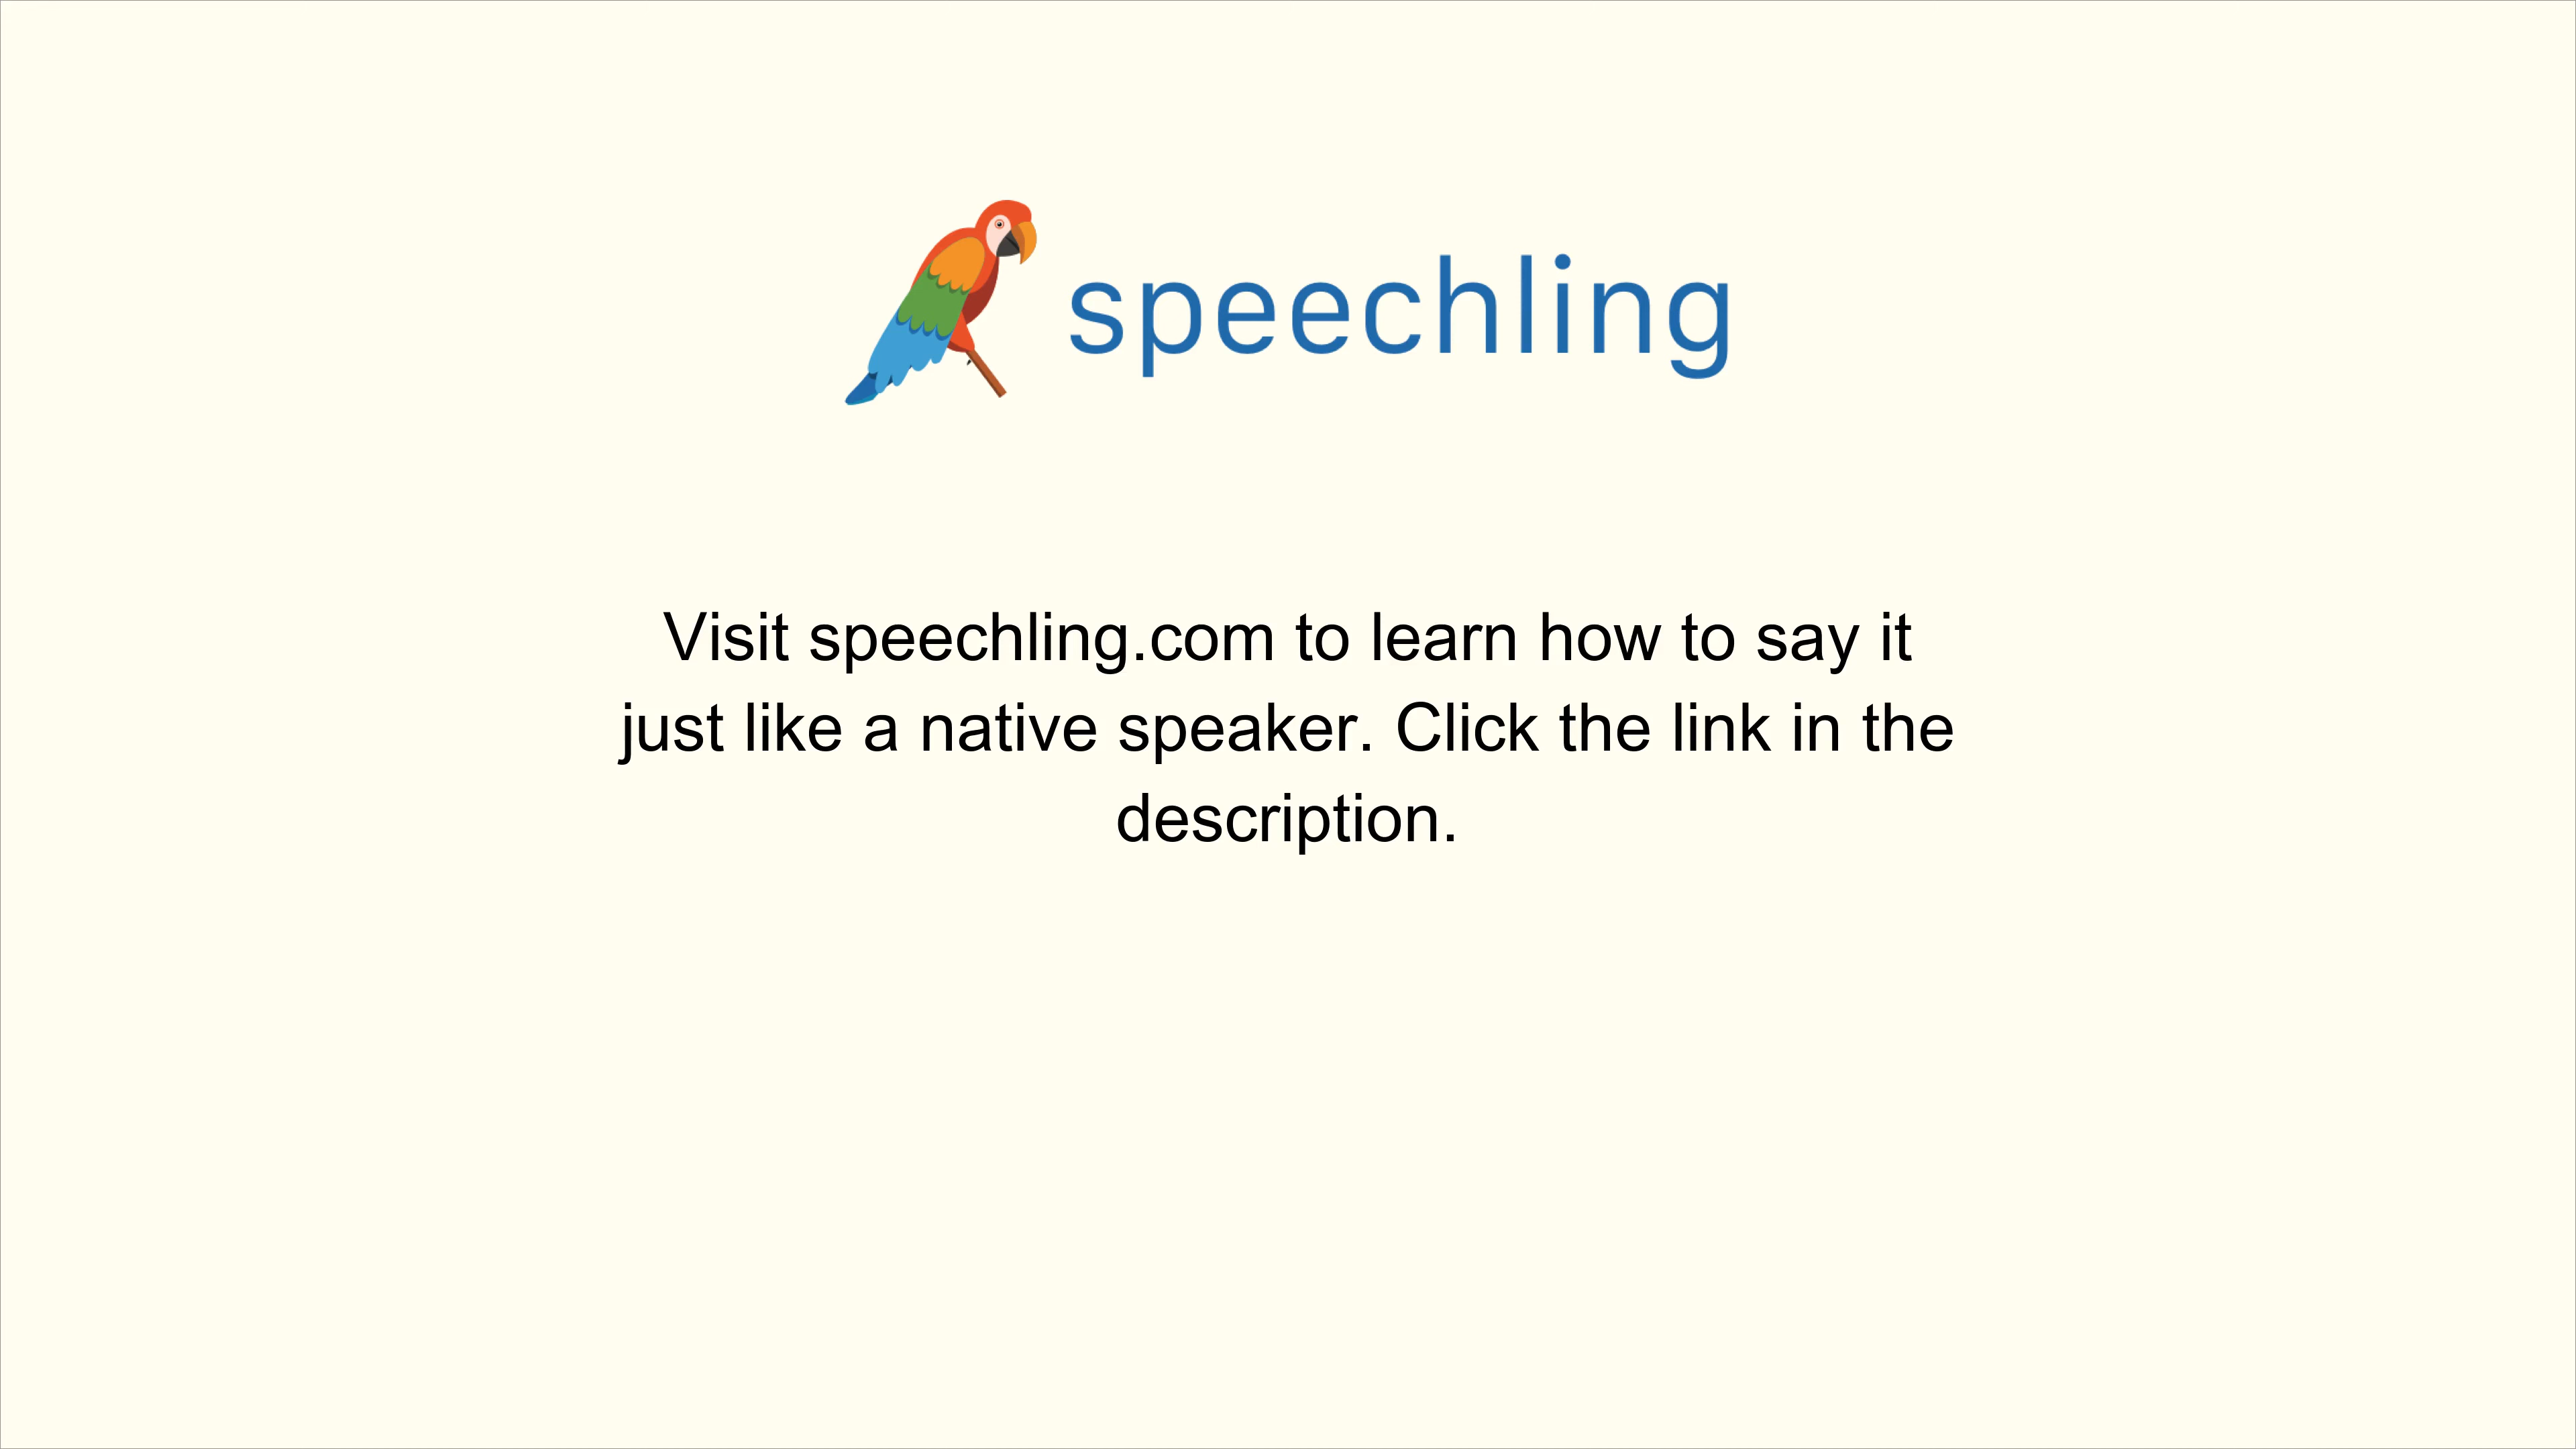 speechling
Visit speechling.com to learn how to say it
just like a native speaker. Click the link in the
description.